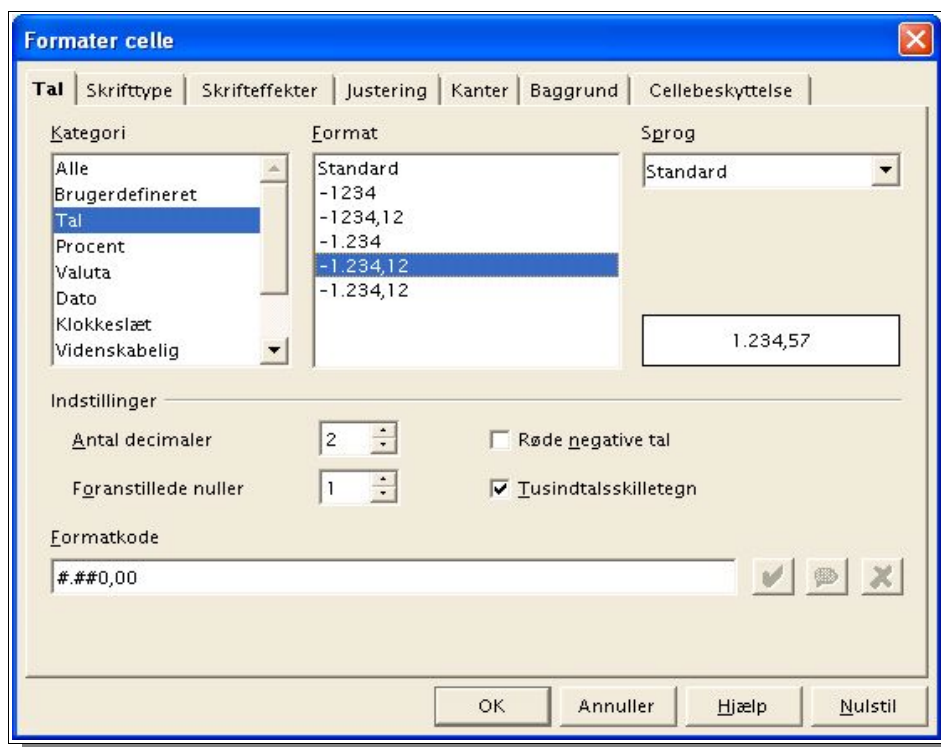 Formater celle
Tal Skrifttype Skrifteffekter Justering Kanter Baggrund Cellebeskyttelse
Kategori
Alle
Brugerdefineret
Tal
Procent
Valuta
Dato
Klokkeslæt
Videnskabelig
Format
Standard
-1234
-1234,12
-1.234
-1.234,12
-1.234,12
Sprog
Standard
1.234,57
Indstillinger
Antal decimaler 2
Røde negative tal
Foranstillede nuller 1
Tusindtalsskilletegn
Formatkode
#.##0,00
OK Annuller Hjælp Nulstil